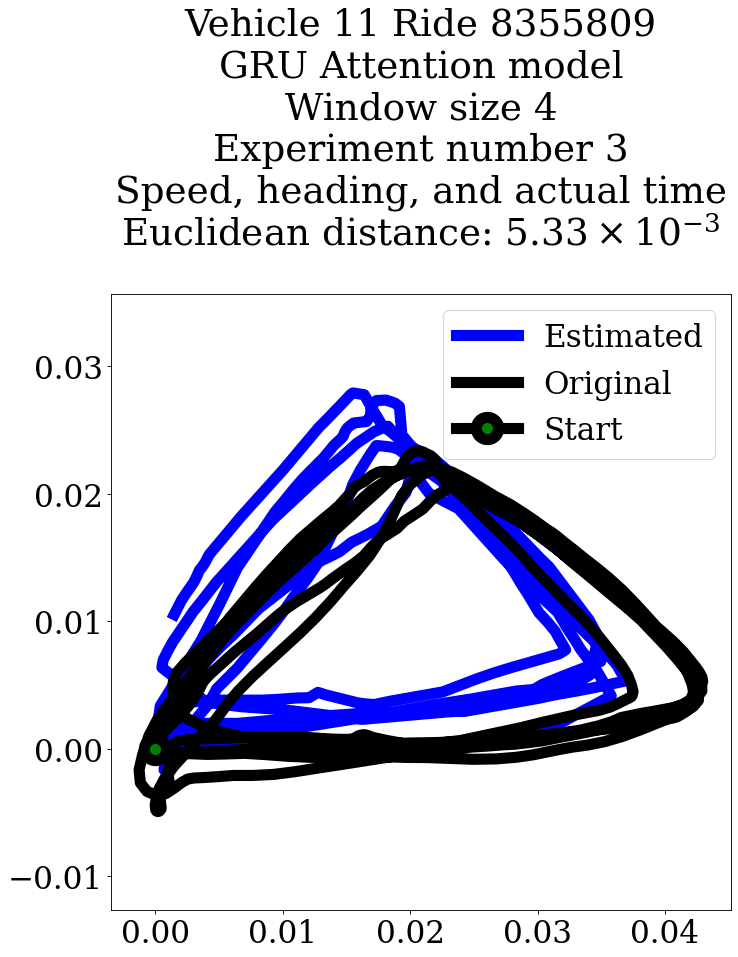 Vehicle 11 Ride 8355809
GRU Attention model
Window size 4
Experiment number 3
Speed, heading, and actual time
Euclidean distance: 5.33 × 10⁻³
Estimated
Original
Start
0.03
0.02
0.01
0.00
−0.01
0.00 0.01 0.02 0.03 0.04